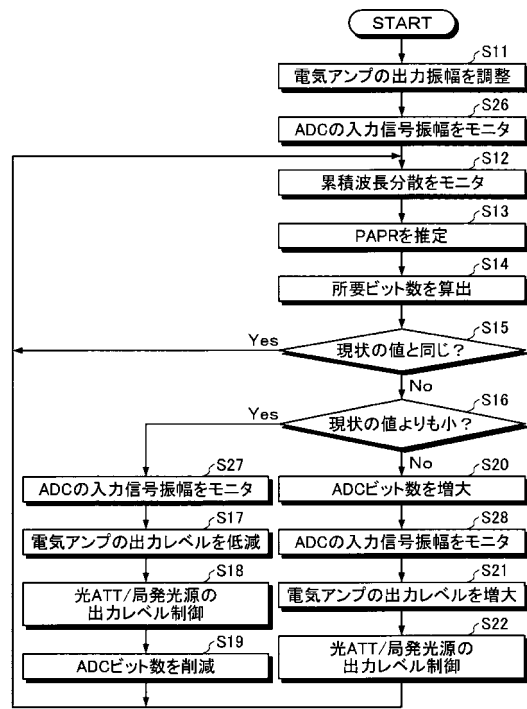 START
S11
電気アンプの出力振幅を調整
S26
ADCの入力信号振幅をモニタ
S12
累積波長分散をモニタ
S13
PAPRを推定
S14
所要ビット数を算出
S15
現状の値と同じ？
Yes
No
S16
現状の値よりも小？
Yes
No
S27
ADCの入力信号振幅をモニタ
S17
電気アンプの出力レベルを低減
S18
光ATT/局発光源の
出力レベル制御
S19
ADCビット数を削減
S20
ADCビット数を増大
S28
ADCの入力信号振幅をモニタ
S21
電気アンプの出力レベルを増大
S22
光ATT/局発光源の
出力レベル制御